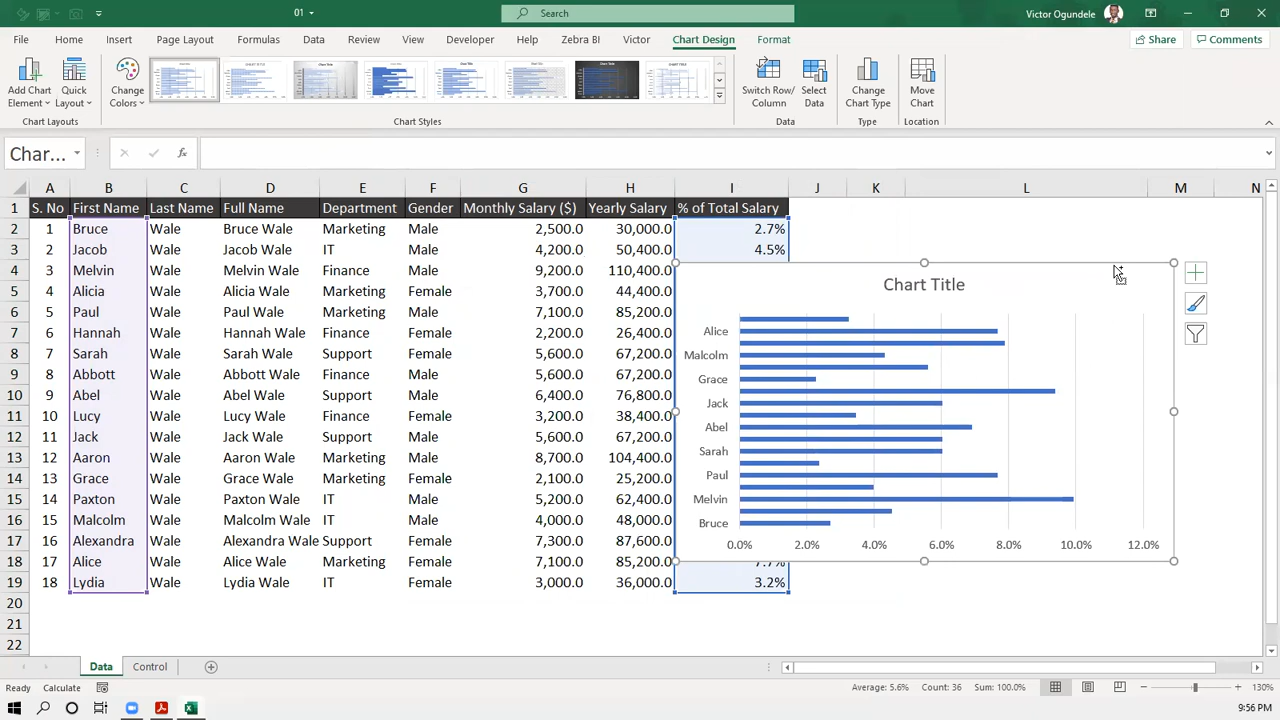 01
Search
Victor Ogundele
File Home Insert Page Layout Formulas Data Review View Developer Help Zebra BI Victor Chart Design Format Share Comments
Add Chart Element
Quick Layout
Change Colors
Switch Row/ Column
Select Data
Change Chart Type
Move Chart
Chart Layouts Chart Styles Data Type Location
Char...
fx
A B C D E F G H I J K L M N
1 S. No First Name Last Name Full Name Department Gender Monthly Salary ($) Yearly Salary % of Total Salary
2 1 Bruce Wale Bruce Wale Marketing Male 2,500.0 30,000.0 2.7%
3 2 Jacob Wale Jacob Wale IT Male 4,200.0 50,400.0 4.5%
4 3 Melvin Wale Melvin Wale Finance Male 9,200.0 110,400.0
5 4 Alicia Wale Alicia Wale Marketing Female 3,700.0 44,400.0
6 5 Paul Wale Paul Wale Marketing Male 7,100.0 85,200.0
7 6 Hannah Wale Hannah Wale Finance Female 2,200.0 26,400.0
8 7 Sarah Wale Sarah Wale Support Female 5,600.0 67,200.0
9 8 Abbott Wale Abbott Wale Finance Male 5,600.0 67,200.0
10 9 Abel Wale Abel Wale Support Male 6,400.0 76,800.0
11 10 Lucy Wale Lucy Wale Finance Female 3,200.0 38,400.0
12 11 Jack Wale Jack Wale Support Male 5,600.0 67,200.0
13 12 Aaron Wale Aaron Wale Marketing Male 8,700.0 104,400.0
14 13 Grace Wale Grace Wale Marketing Female 2,100.0 25,200.0
15 14 Paxton Wale Paxton Wale IT Male 5,200.0 62,400.0
16 15 Malcolm Wale Malcolm Wale IT Male 4,000.0 48,000.0
17 16 Alexandra Wale Alexandra Wale Support Female 7,300.0 87,600.0
18 17 Alice Wale Alice Wale Marketing Female 7,100.0 85,200.0 7.7%
19 18 Lydia Wale Lydia Wale IT Female 3,000.0 36,000.0 3.2%
20
21
22
Chart Title
Alice
Malcolm
Grace
Jack
Abel
Sarah
Paul
Melvin
Bruce
0.0% 2.0% 4.0% 6.0% 8.0% 10.0% 12.0%
Data Control
Ready Calculate Average: 5.6% Count: 36 Sum: 100.0% 130%
9:56 PM